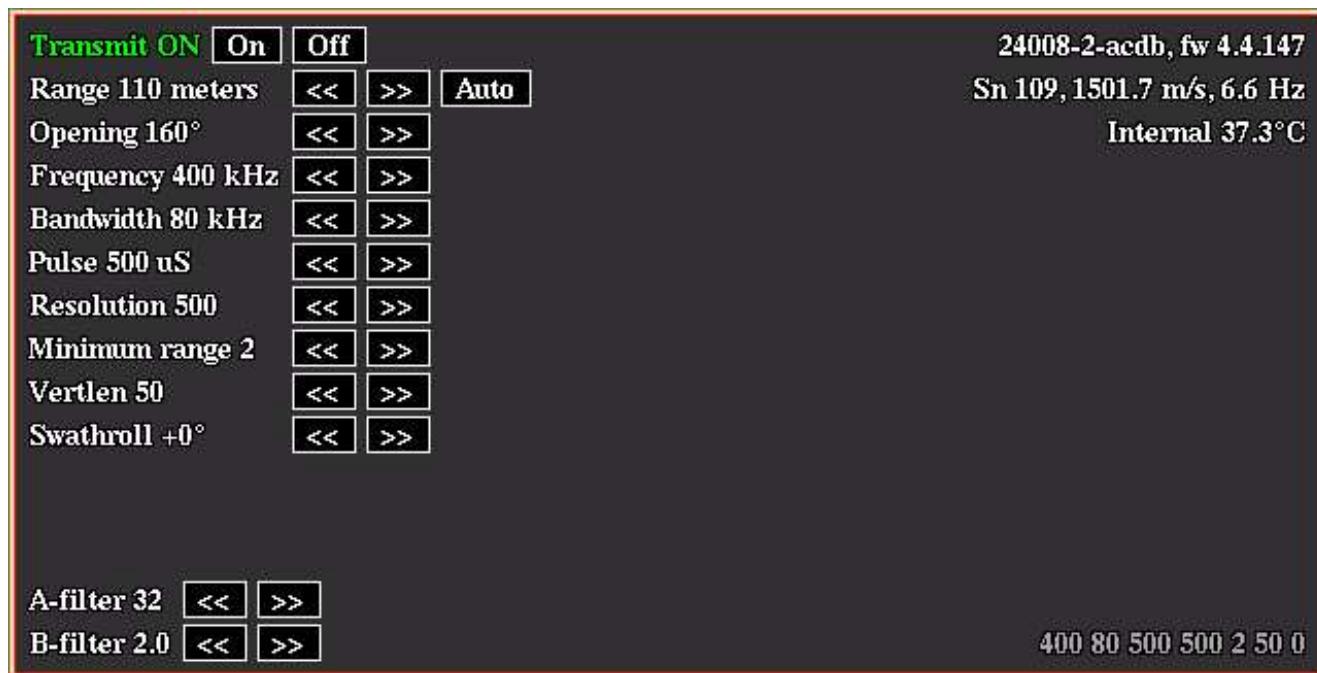 Transmit ON On Off 24008-2-acdb, fw 4.4.147
Range 110 meters << >> Auto Sn 109, 1501.7 m/s, 6.6 Hz
Opening 160° << >> Internal 37.3°C
Frequency 400 kHz << >>
Bandwidth 80 kHz << >>
Pulse 500 uS << >>
Resolution 500 << >>
Minimum range 2 << >>
Vertlen 50 << >>
Swathroll +0° << >>
A-filter 32 << >>
B-filter 2.0 << >> 400 80 500 500 2 50 0